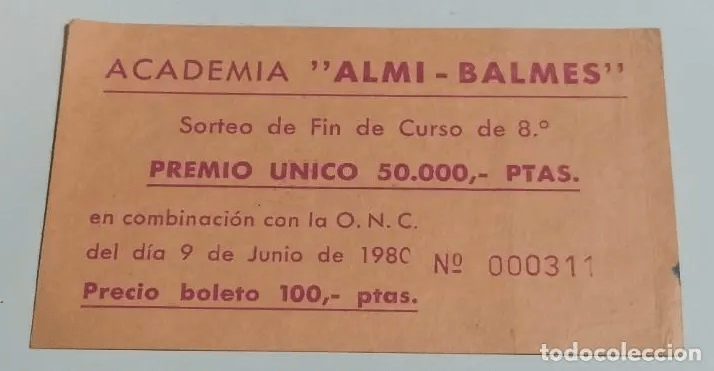 ACADEMIA "ALMI - BALMES"
Sorteo de Fin de Curso de 8.º
PREMIO UNICO 50.000,- PTAS.
en combinación con la O. N. C.
del día 9 de Junio de 1980 Nº 000311
Precio boleto 100,- ptas.
todocoleccion